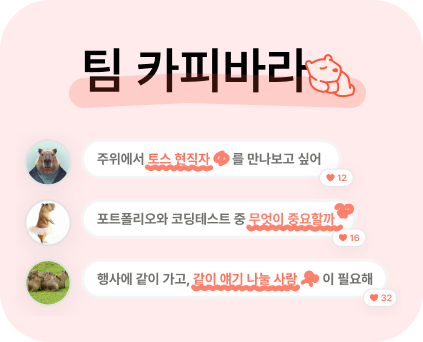 팀 카피바라
주위에서 토스 현직자 를 만나보고 싶어
12
포트폴리오와 코딩테스트 중 무엇이 중요할까
16
행사에 같이 가고, 같이 얘기 나눌 사람 이 필요해
32